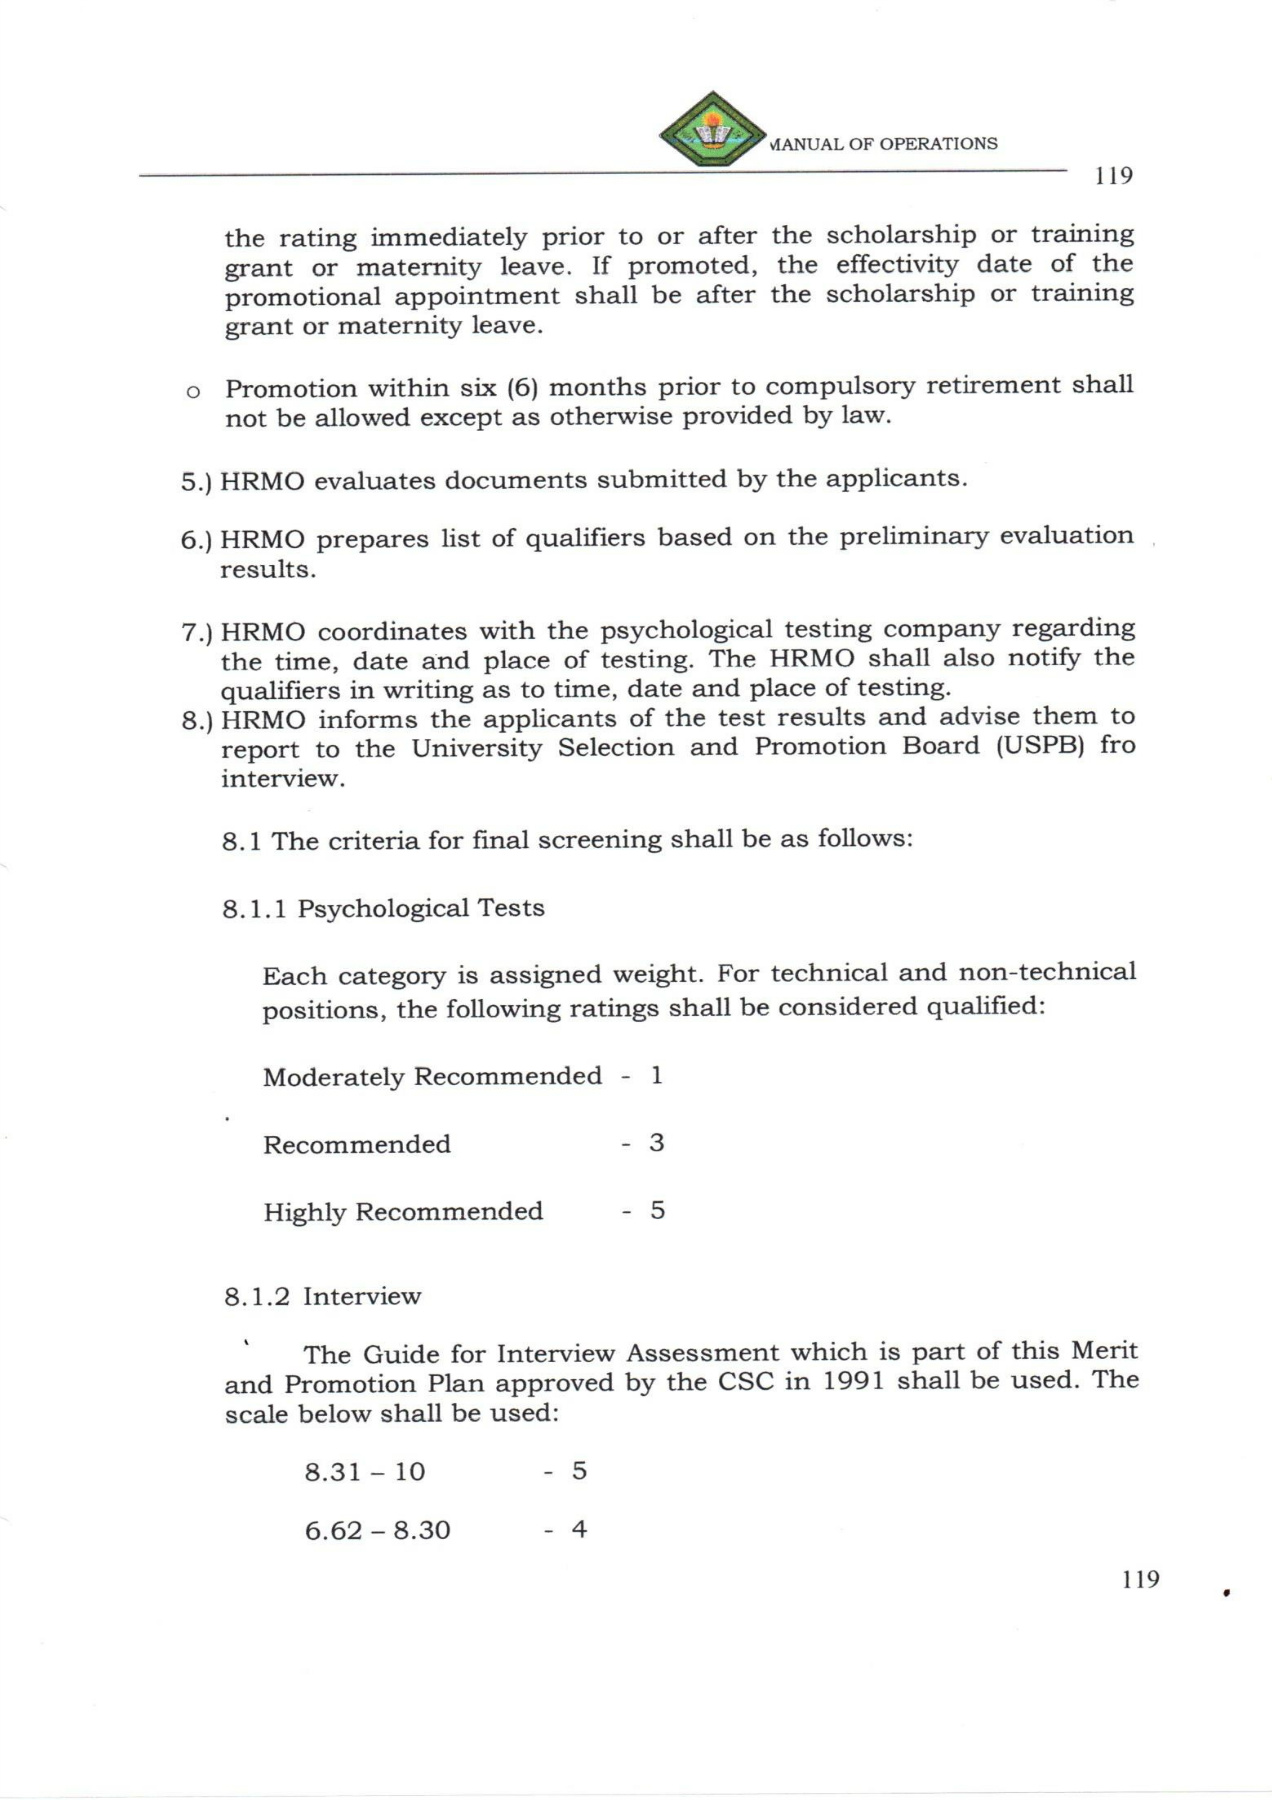 MANUAL OF OPERATIONS
119
the rating immediately prior to or after the scholarship or training
grant or maternity leave. If promoted, the effectivity date of the
promotional appointment shall be after the scholarship or training
grant or maternity leave.
o Promotion within six (6) months prior to compulsory retirement shall
not be allowed except as otherwise provided by law.
5.) HRMO evaluates documents submitted by the applicants.
6.) HRMO prepares list of qualifiers based on the preliminary evaluation
results.
7.) HRMO coordinates with the psychological testing company regarding
the time, date and place of testing. The HRMO shall also notify the
qualifiers in writing as to time, date and place of testing.
8.) HRMO informs the applicants of the test results and advise them to
report to the University Selection and Promotion Board (USPB) fro
interview.
8.1 The criteria for final screening shall be as follows:
8.1.1 Psychological Tests
Each category is assigned weight. For technical and non-technical
positions, the following ratings shall be considered qualified:
Moderately Recommended - 1
Recommended - 3
Highly Recommended - 5
8.1.2 Interview
The Guide for Interview Assessment which is part of this Merit
and Promotion Plan approved by the CSC in 1991 shall be used. The
scale below shall be used:
8.31 – 10 - 5
6.62 – 8.30 - 4
119